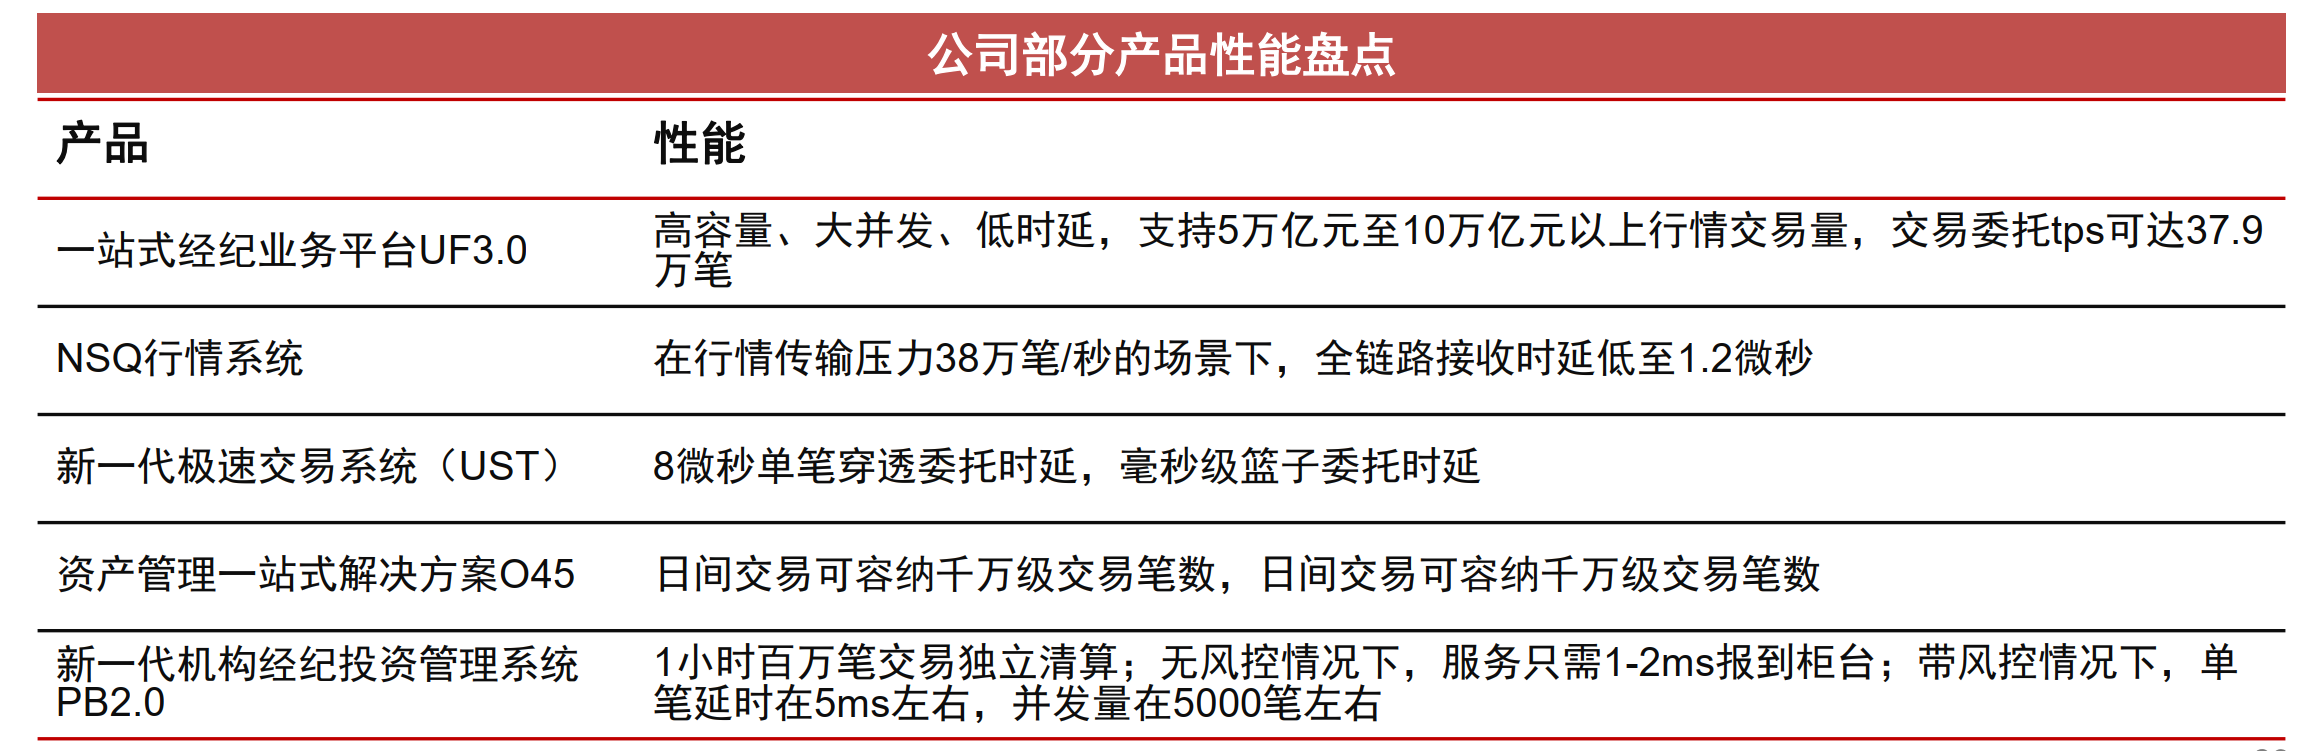 公司部分产品性能盘点
产品
性能
一站式经纪业务平台UF3.0
高容量、大并发、低时延，支持5万亿元至10万亿元以上行情交易量，交易委托tps可达37.9
万笔
NSQ行情系统
在行情传输压力38万笔/秒的场景下，全链路接收时延低至1.2微秒
新一代极速交易系统（UST）
8微秒单笔穿透委托时延，毫秒级篮子委托时延
资产管理一站式解决方案O45
日间交易可容纳千万级交易笔数，日间交易可容纳千万级交易笔数
新一代机构经纪投资管理系统
PB2.0
1小时百万笔交易独立清算；无风控情况下，服务只需1-2ms报到柜台；带风控情况下，单
笔延时在5ms左右，并发量在5000笔左右